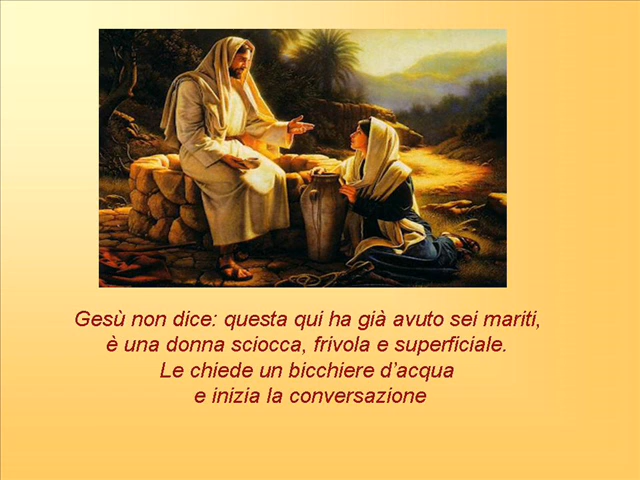 Gesù non dice: questa qui ha già avuto sei mariti,
è una donna sciocca, frivola e superficiale.
Le chiede un bicchiere d'acqua
e inizia la conversazione